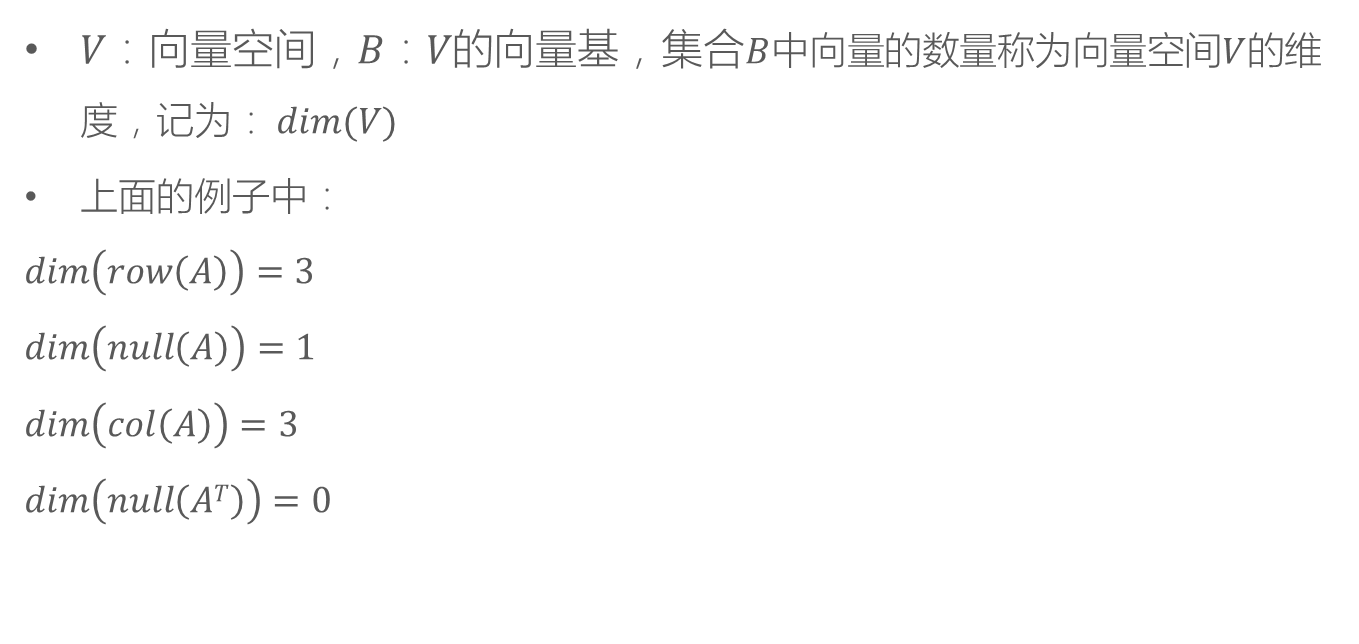 • V：向量空间，B：V的向量基，集合B中向量的数量称为向量空间V的维
度，记为：dim(V)
• 上面的例子中：
dim(row(A)) = 3
dim(null(A)) = 1
dim(col(A)) = 3
dim(null(Aᵀ)) = 0